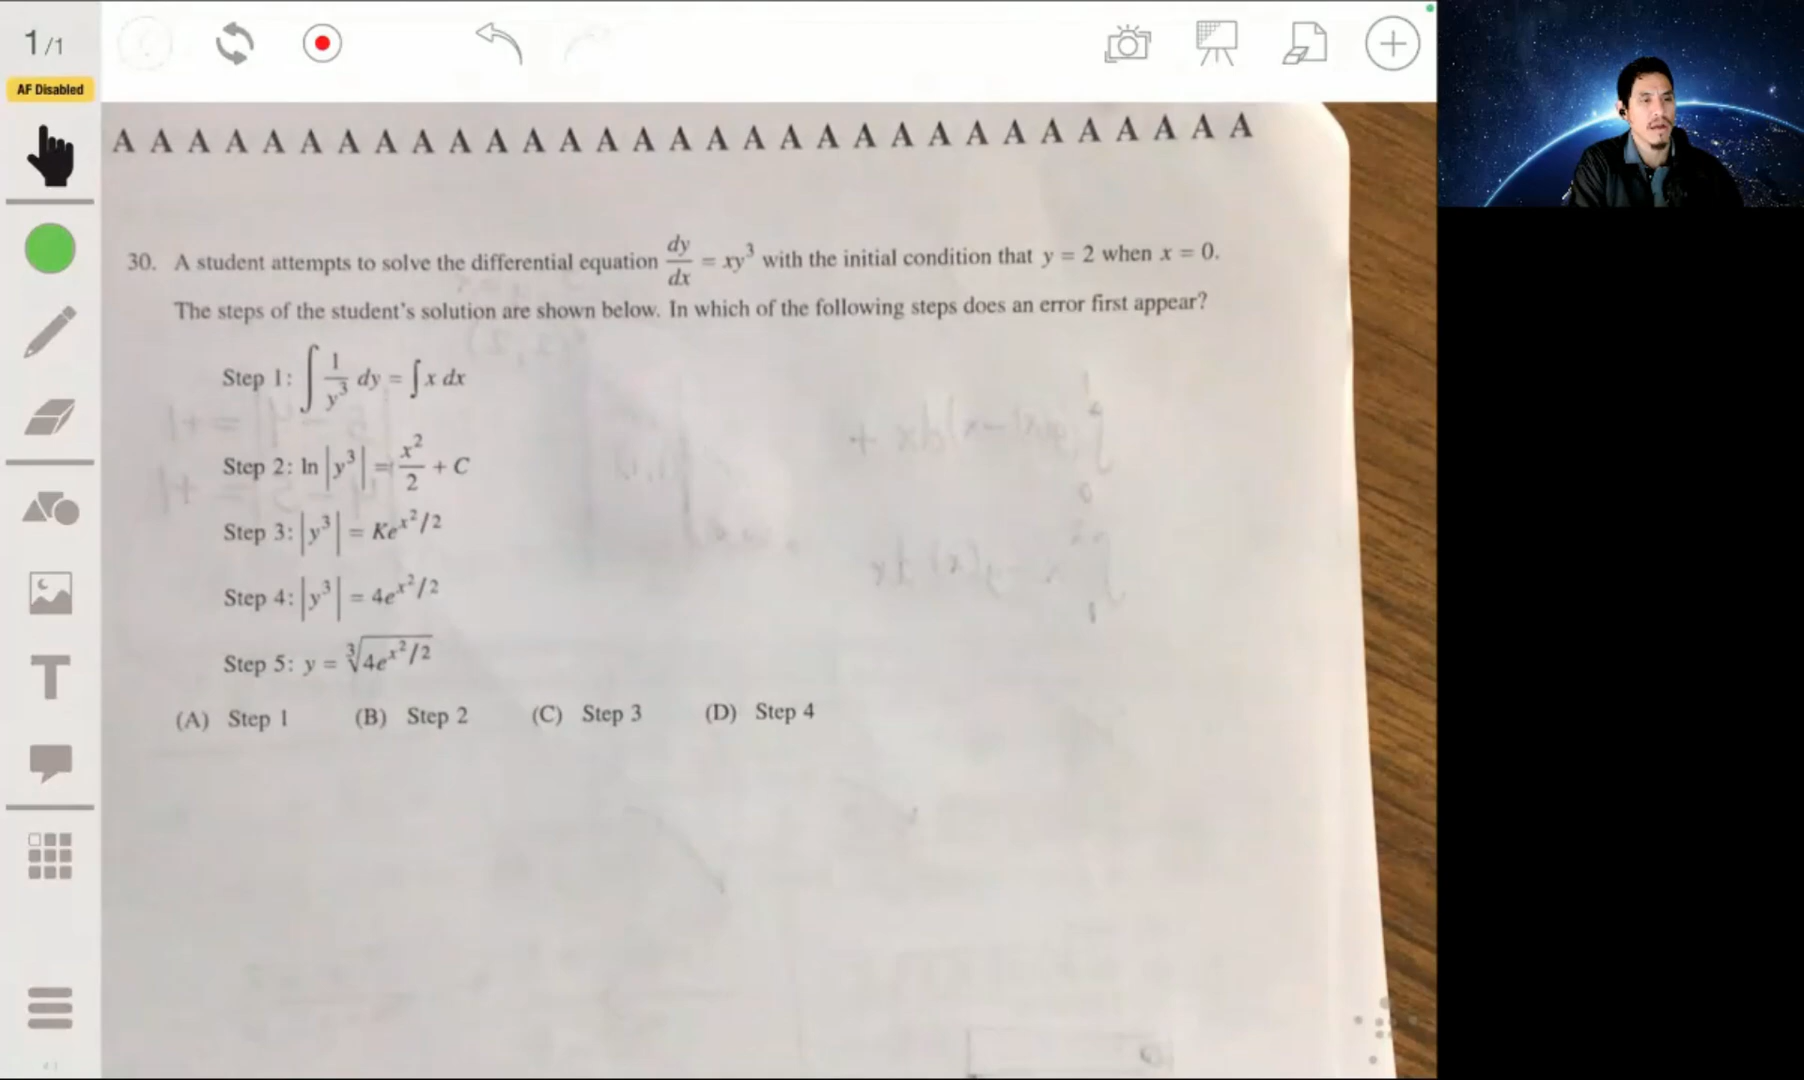 1/1
AF Disabled
A A A A A A A A A A A A A A A A A A A A A A A A A A A A A A A
30. A student attempts to solve the differential equation dy/dx = xy³ with the initial condition that y = 2 when x = 0.
The steps of the student's solution are shown below. In which of the following steps does an error first appear?
Step 1: ∫ 1/y³ dy = ∫ x dx
Step 2: ln |y³| = x²/2 + C
Step 3: |y³| = Ke^(x²/2)
Step 4: |y³| = 4e^(x²/2)
Step 5: y = ∛(4e^(x²/2))
(A) Step 1 (B) Step 2 (C) Step 3 (D) Step 4
T